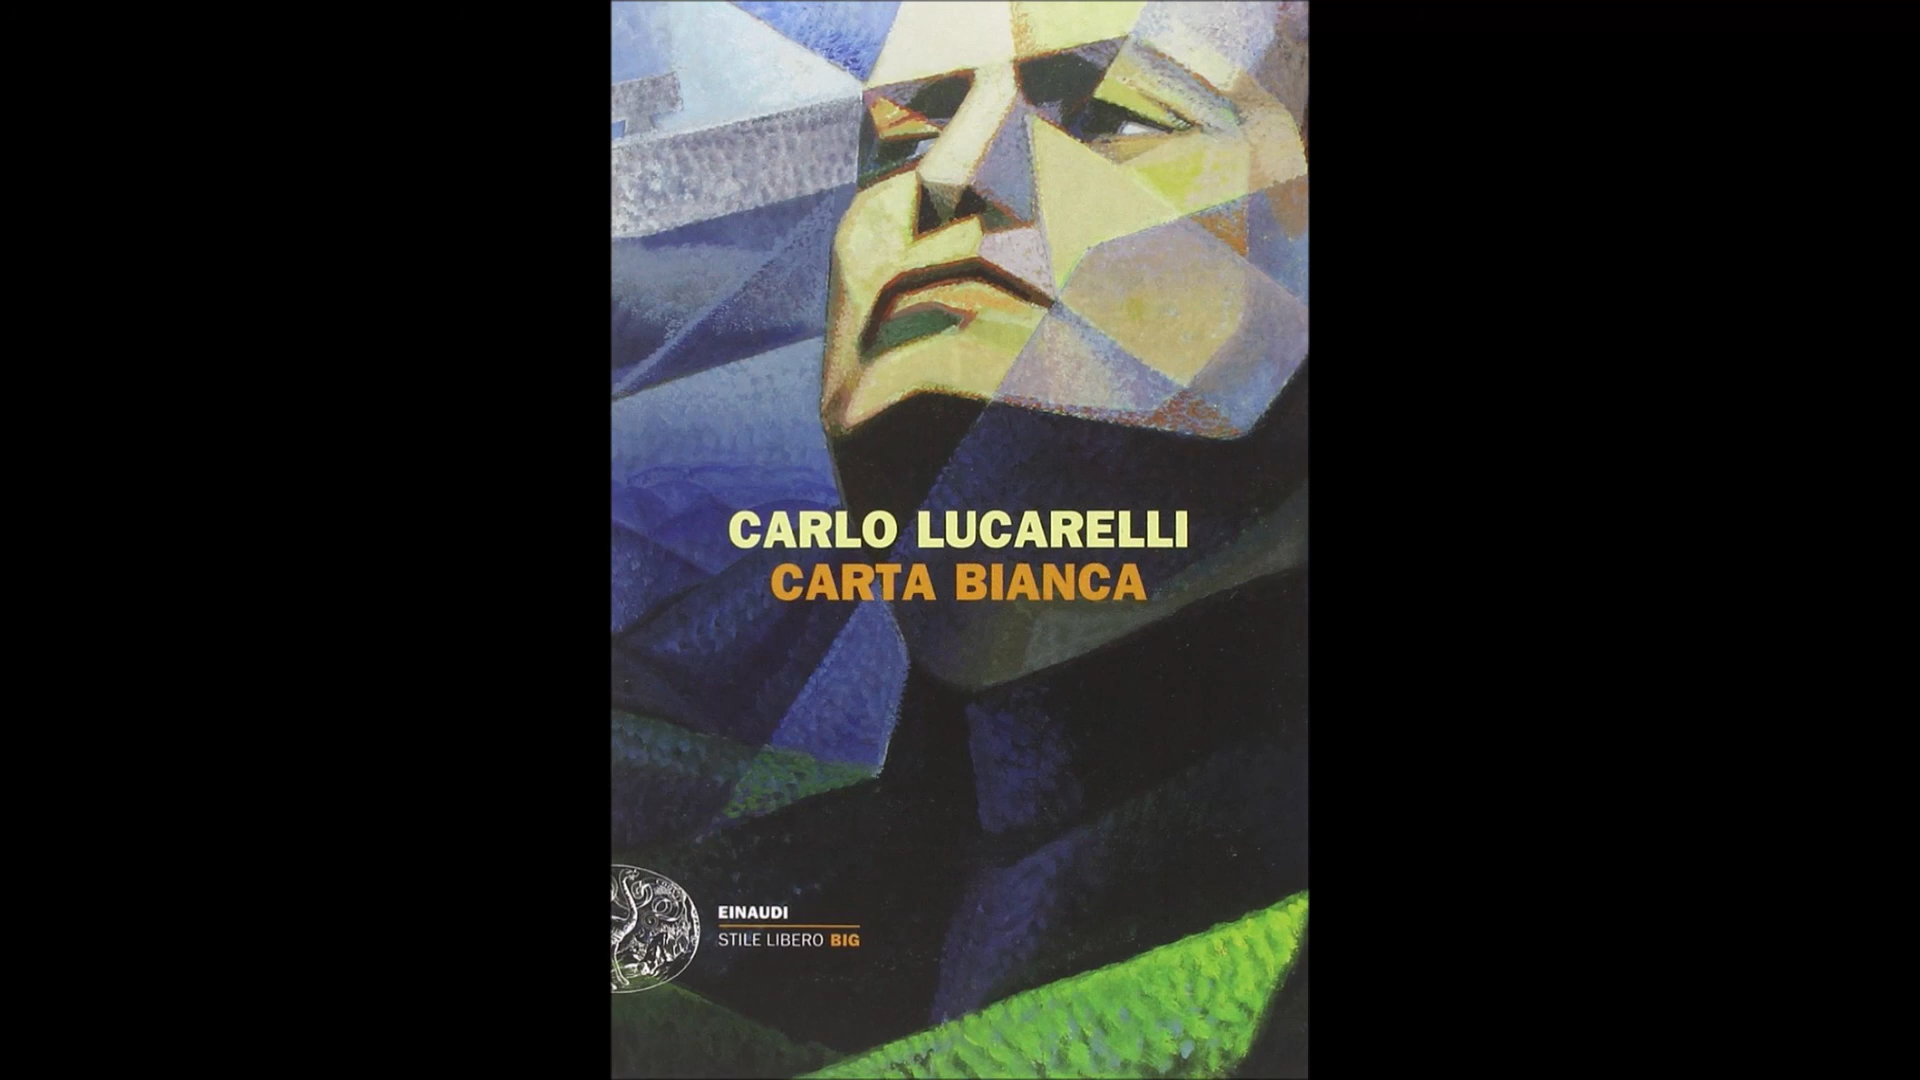 CARLO LUCARELLI
CARTA BIANCA
EINAUDI
STILE LIBERO BIG